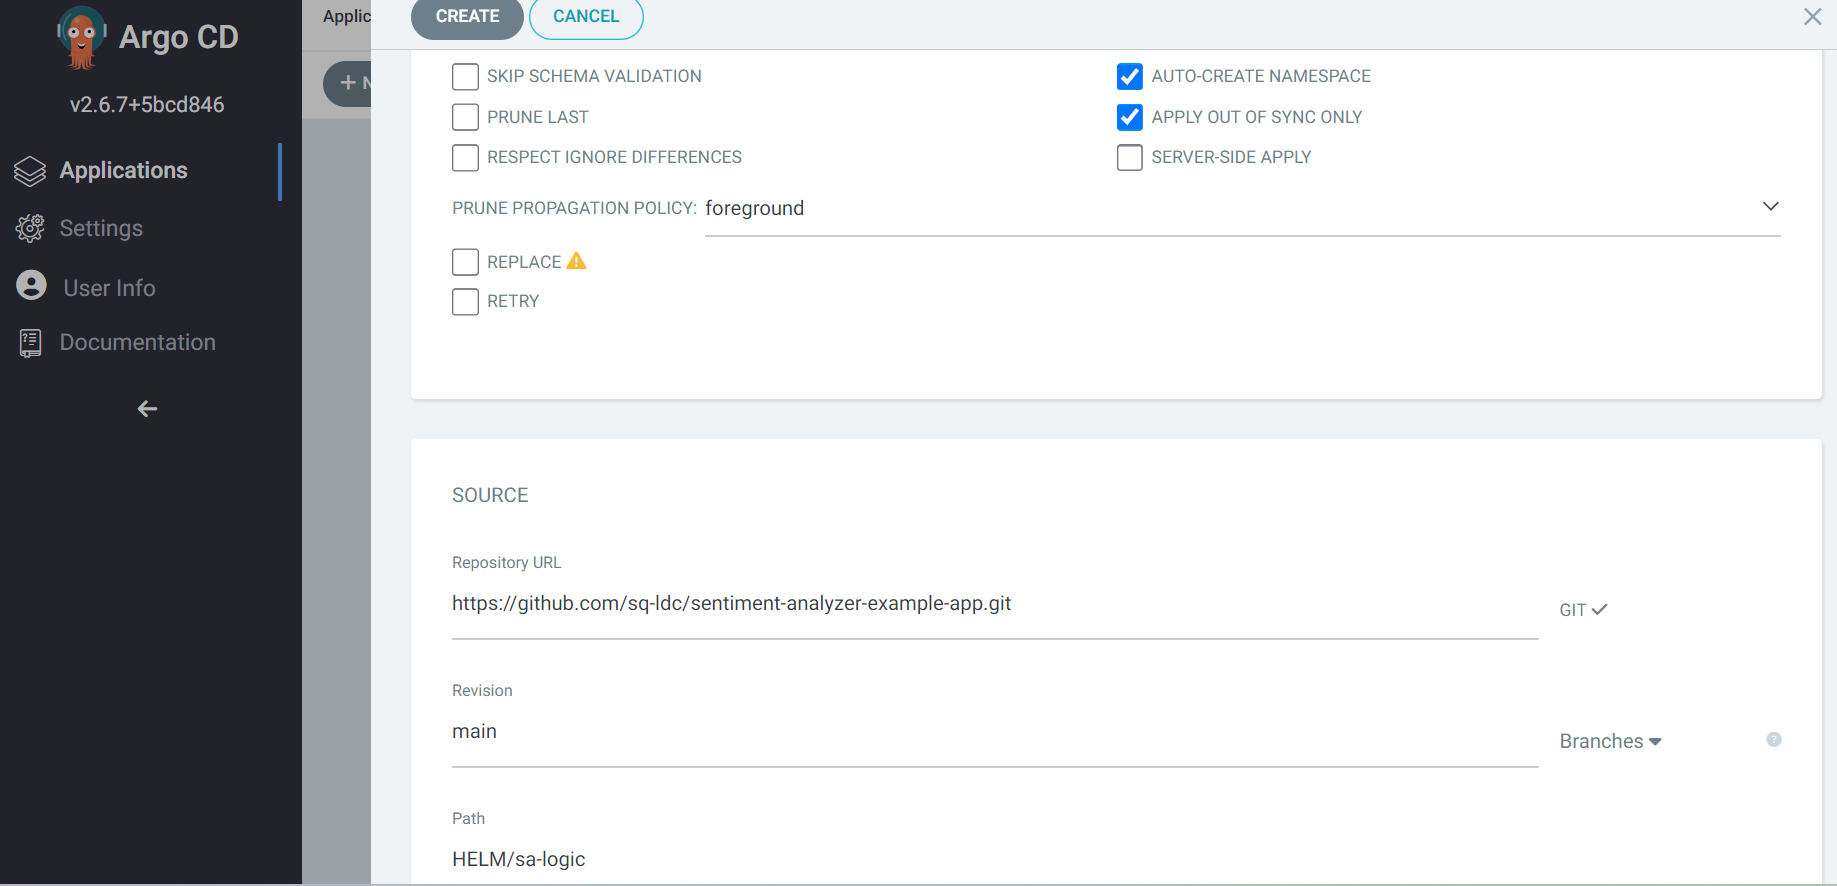 Argo CD
v2.6.7+5bcd846
Applications
Settings
User Info
Documentation
Applic
+ N
CREATE CANCEL
SKIP SCHEMA VALIDATION AUTO-CREATE NAMESPACE
PRUNE LAST APPLY OUT OF SYNC ONLY
RESPECT IGNORE DIFFERENCES SERVER-SIDE APPLY
PRUNE PROPAGATION POLICY: foreground
REPLACE
RETRY
SOURCE
Repository URL
https://github.com/sq-ldc/sentiment-analyzer-example-app.git GIT
Revision
main Branches
Path
HELM/sa-logic